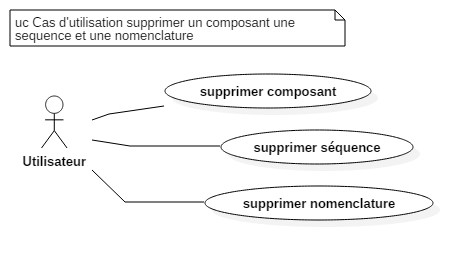 uc Cas d'utilisation supprimer un composant une
sequence et une nomenclature
supprimer composant
supprimer séquence
Utilisateur
supprimer nomenclature